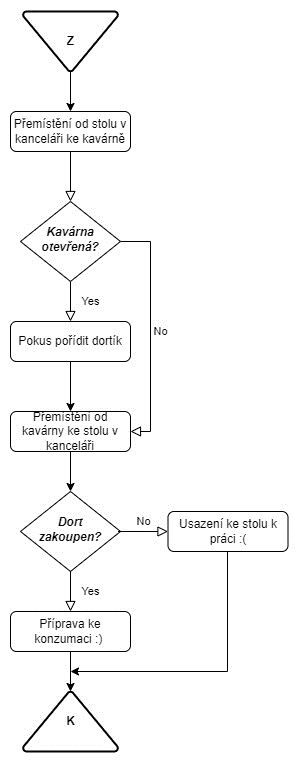 Z
Přemístění od stolu v
kanceláři ke kavárně
Kavárna
otevřená?
Yes
No
Pokus pořídit dortík
Přemístění od
kavárny ke stolu v
kanceláři
Dort
zakoupen?
No
Usazení ke stolu k
práci :(
Yes
Příprava ke
konzumaci :)
K